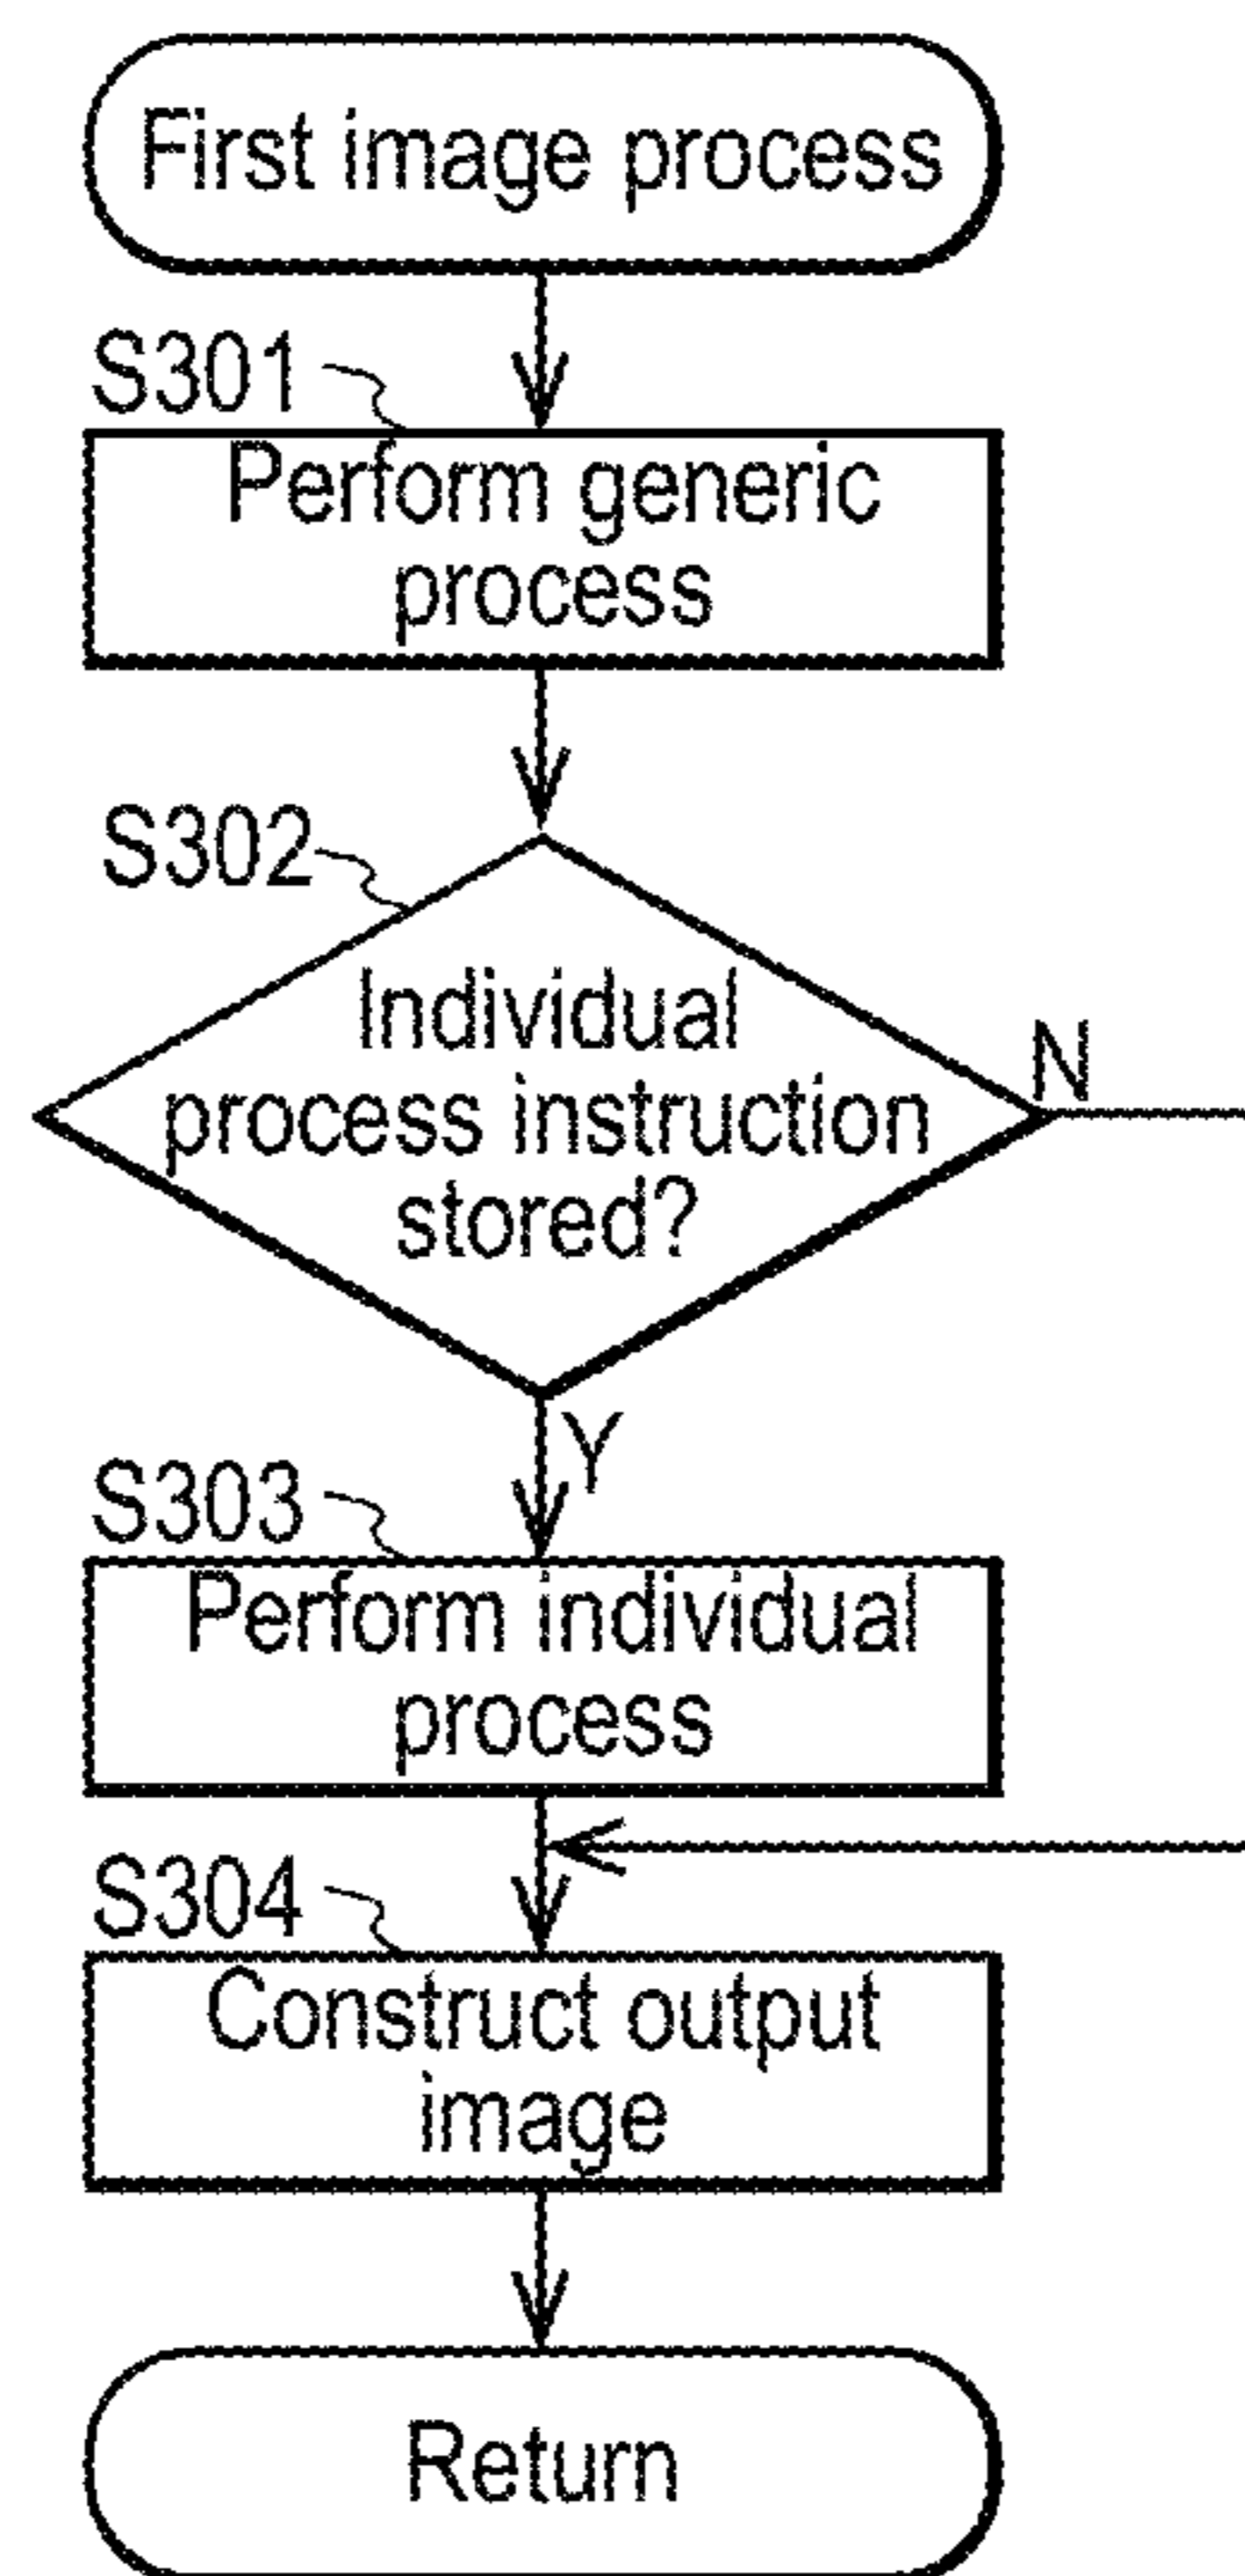 First image process
S301
Perform generic
process
S302
Individual
process instruction
stored?
N
Y
S303
Perform individual
process
S304
Construct output
image
Return